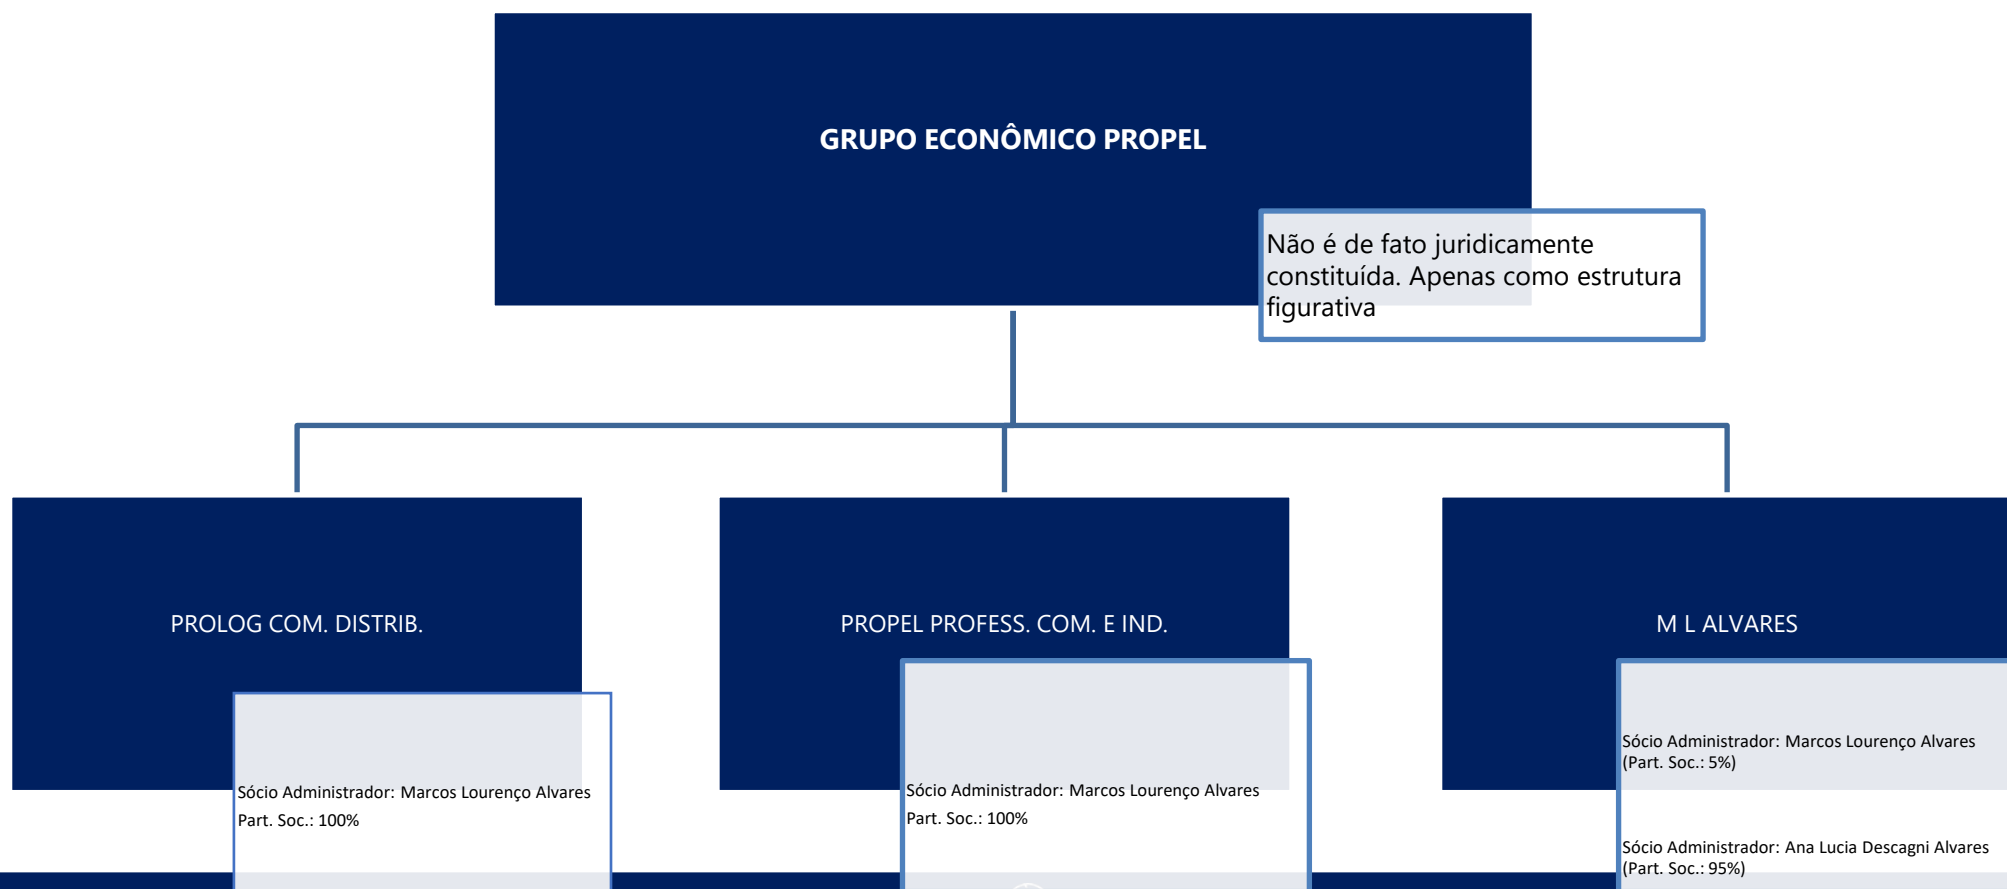 GRUPO ECONÔMICO PROPEL
Não é de fato juridicamente
constituída. Apenas como estrutura
figurativa
PROLOG COM. DISTRIB.
Sócio Administrador: Marcos Lourenço Alvares
Part. Soc.: 100%
PROPEL PROFESS. COM. E IND.
Sócio Administrador: Marcos Lourenço Alvares
Part. Soc.: 100%
M L ALVARES
Sócio Administrador: Marcos Lourenço Alvares
(Part. Soc.: 5%)
Sócio Administrador: Ana Lucia Descagni Alvares
(Part. Soc.: 95%)